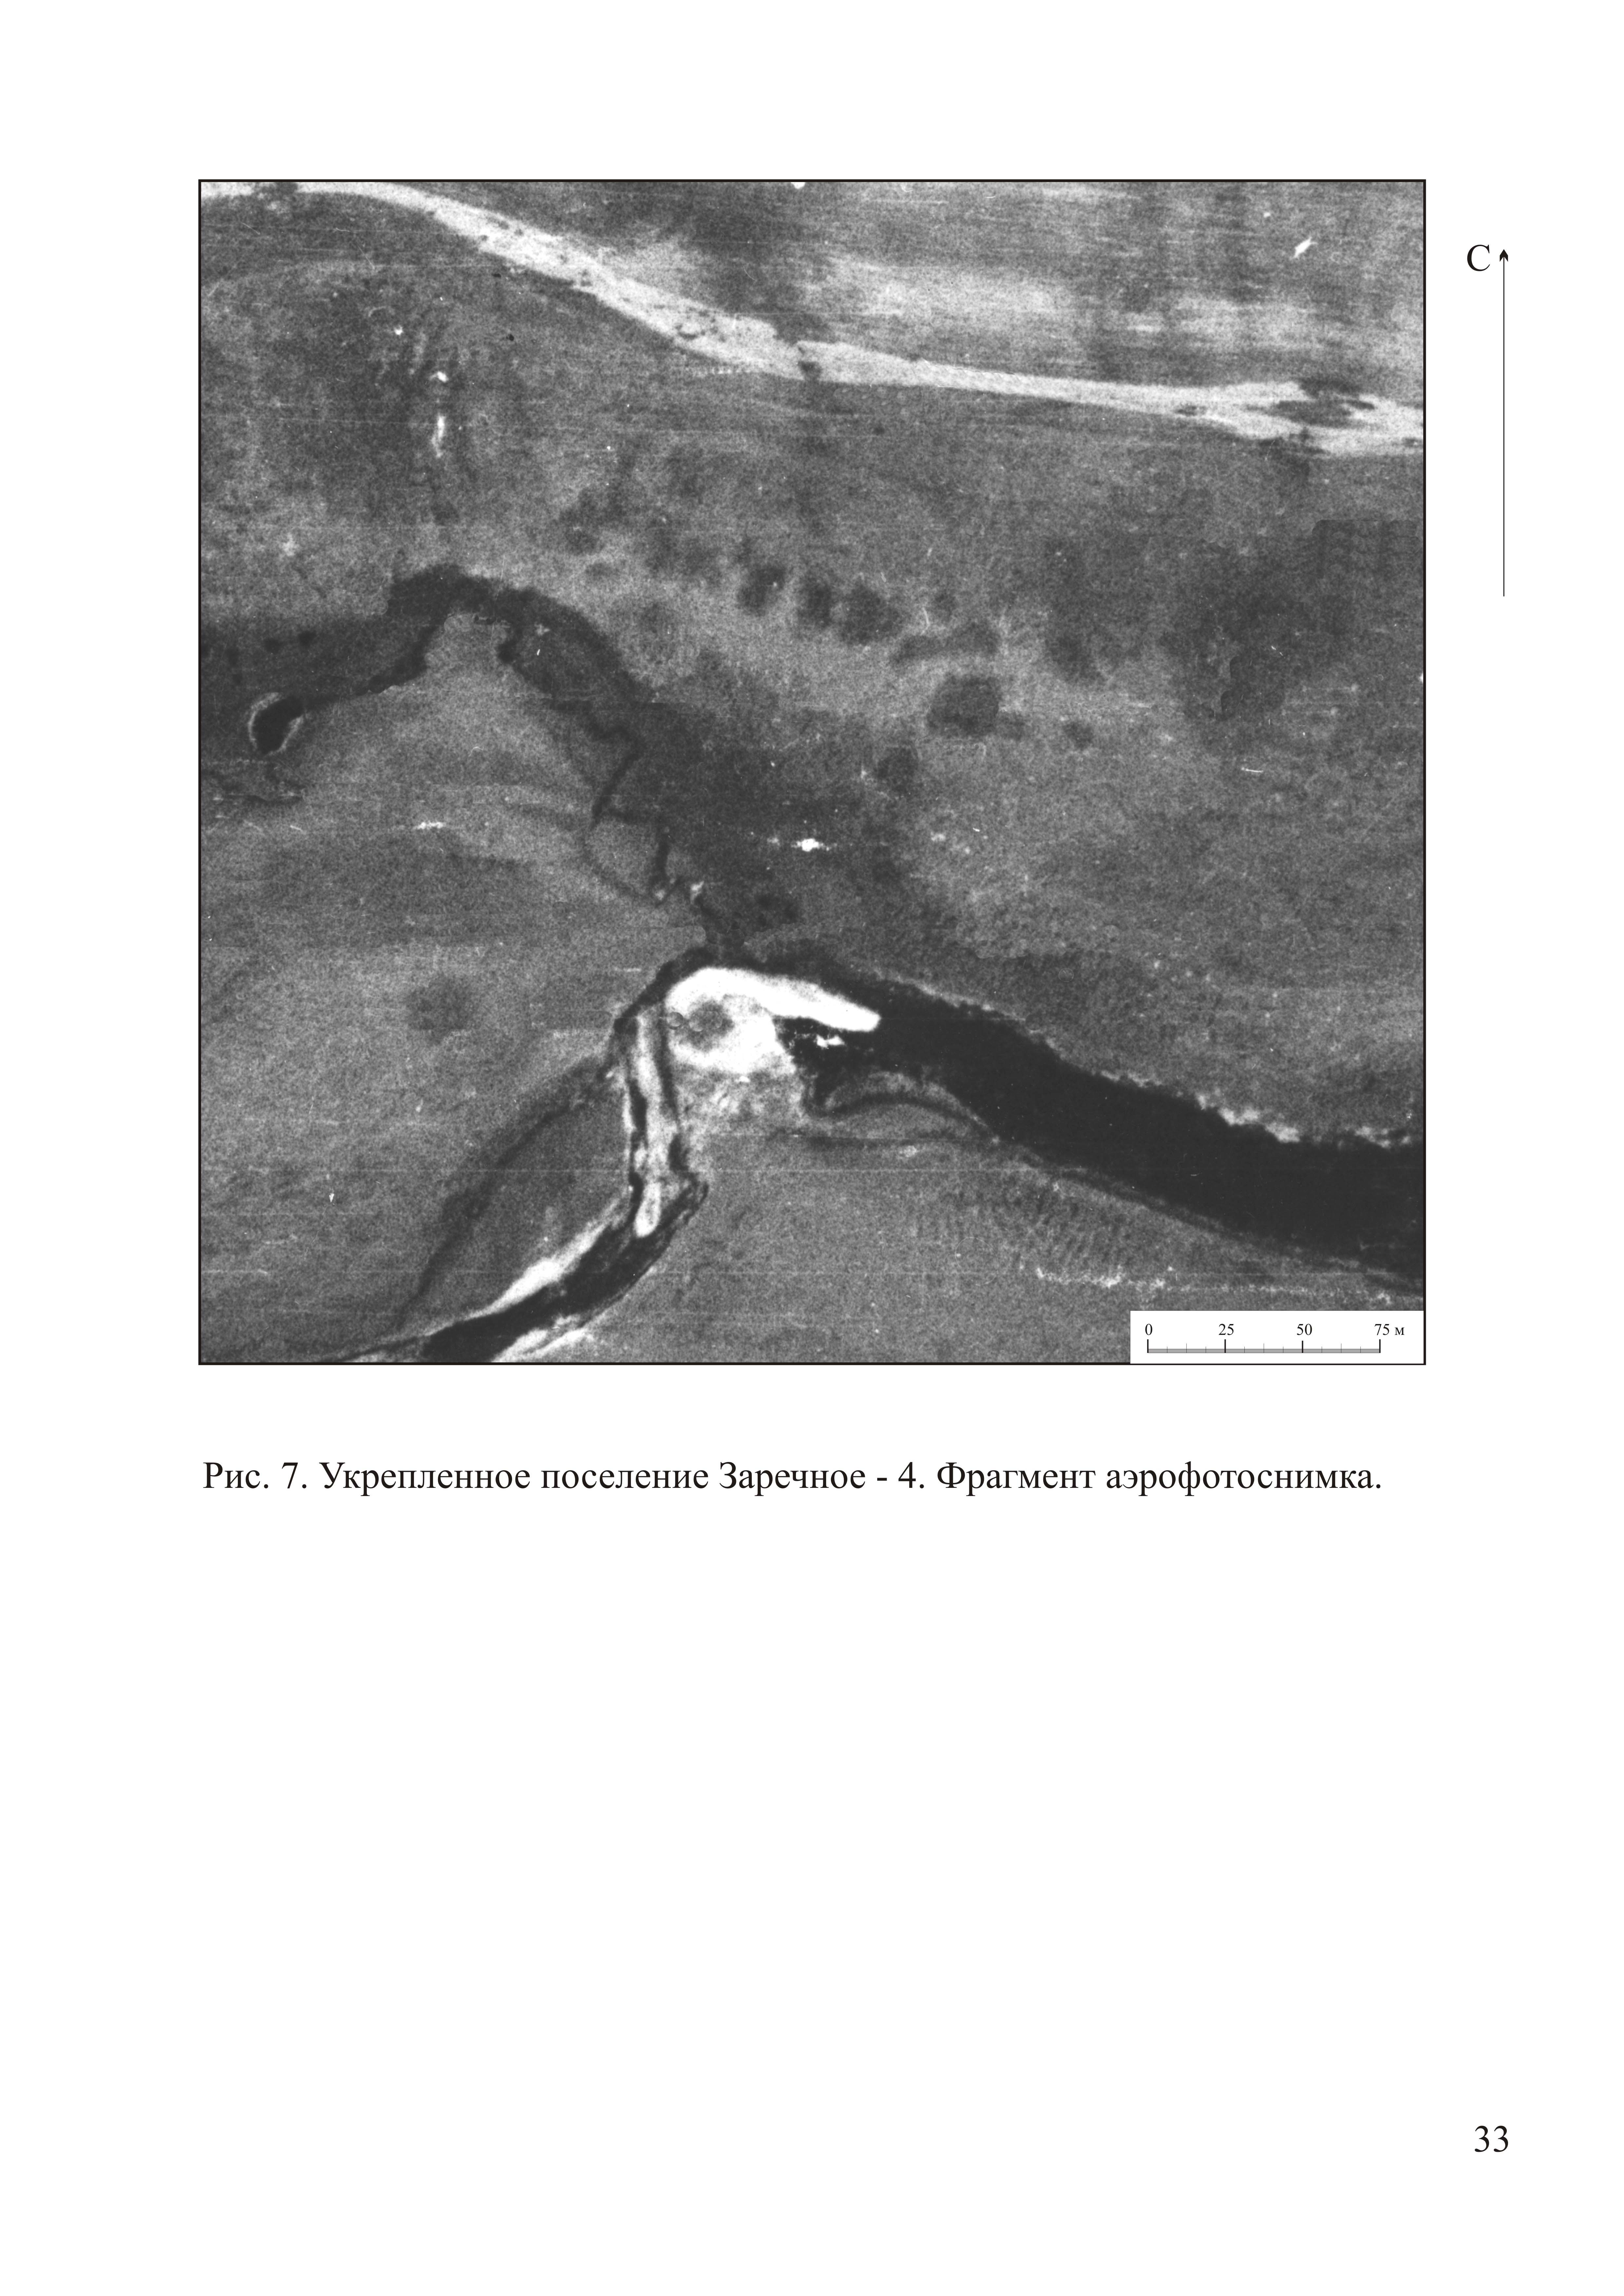 С
0 25 50 75 м
Рис. 7. Укрепленное поселение Заречное - 4. Фрагмент аэрофотоснимка.
33